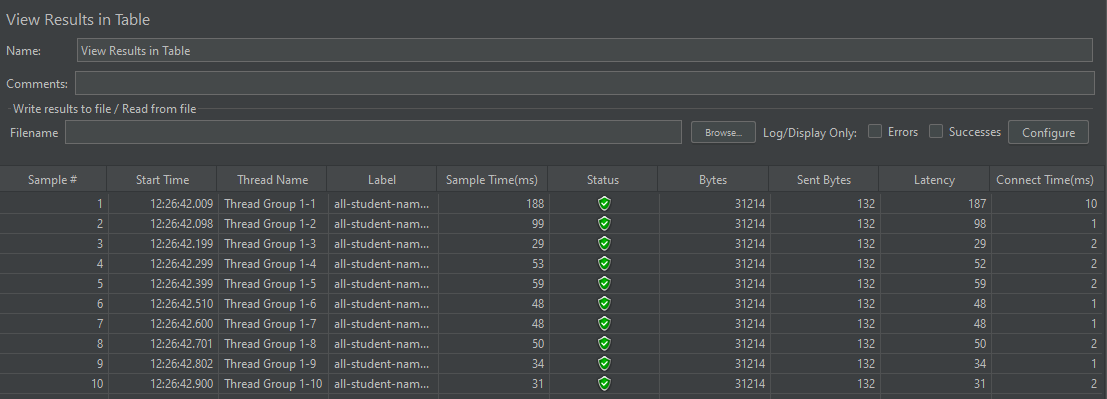 View Results in Table
Name: View Results in Table
Comments:
Write results to file / Read from file
Filename Browse... Log/Display Only: Errors Successes Configure
Sample # Start Time Thread Name Label Sample Time(ms) Status Bytes Sent Bytes Latency Connect Time(ms)
1 12:26:42.009 Thread Group 1-1 all-student-nam... 188 31214 132 187 10
2 12:26:42.098 Thread Group 1-2 all-student-nam... 99 31214 132 98 1
3 12:26:42.199 Thread Group 1-3 all-student-nam... 29 31214 132 29 2
4 12:26:42.299 Thread Group 1-4 all-student-nam... 53 31214 132 52 2
5 12:26:42.399 Thread Group 1-5 all-student-nam... 59 31214 132 59 2
6 12:26:42.510 Thread Group 1-6 all-student-nam... 48 31214 132 48 1
7 12:26:42.600 Thread Group 1-7 all-student-nam... 48 31214 132 48 1
8 12:26:42.701 Thread Group 1-8 all-student-nam... 50 31214 132 50 2
9 12:26:42.802 Thread Group 1-9 all-student-nam... 34 31214 132 34 1
10 12:26:42.900 Thread Group 1-10 all-student-nam... 31 31214 132 31 2